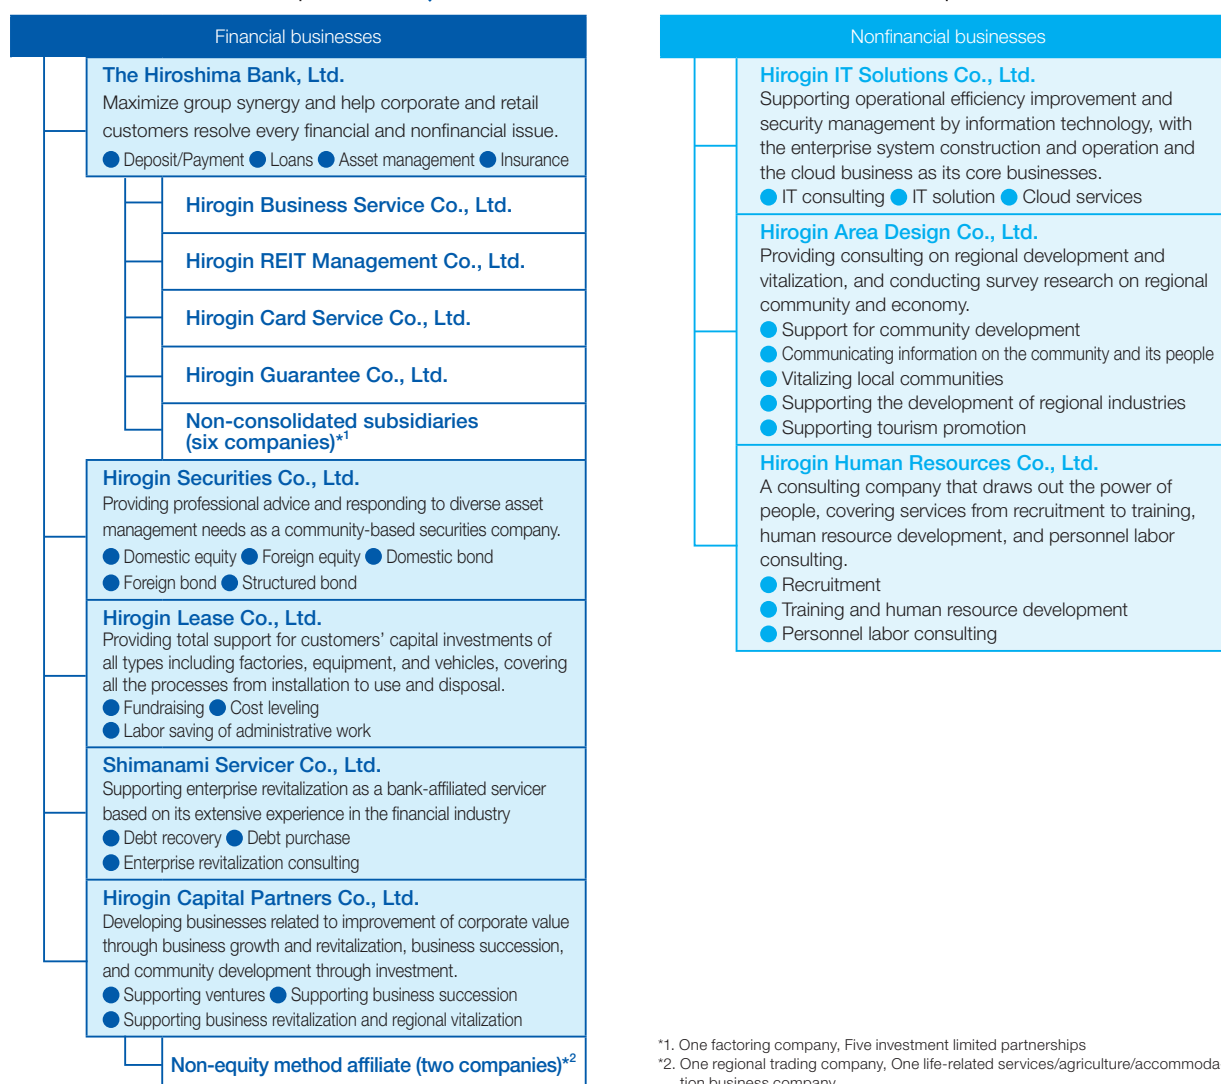 Financial businesses
The Hiroshima Bank, Ltd.
Maximize group synergy and help corporate and retail
customers resolve every financial and nonfinancial issue.
● Deposit/Payment ● Loans ● Asset management ● Insurance
Hirogin Business Service Co., Ltd.
Hirogin REIT Management Co., Ltd.
Hirogin Card Service Co., Ltd.
Hirogin Guarantee Co., Ltd.
Non-consolidated subsidiaries
(six companies)*1
Hirogin Securities Co., Ltd.
Providing professional advice and responding to diverse asset
management needs as a community-based securities company.
● Domestic equity ● Foreign equity ● Domestic bond
● Foreign bond ● Structured bond
Hirogin Lease Co., Ltd.
Providing total support for customers’ capital investments of
all types including factories, equipment, and vehicles, covering
all the processes from installation to use and disposal.
● Fundraising ● Cost leveling
● Labor saving of administrative work
Shimanami Servicer Co., Ltd.
Supporting enterprise revitalization as a bank-affiliated servicer
based on its extensive experience in the financial industry
● Debt recovery ● Debt purchase
● Enterprise revitalization consulting
Hirogin Capital Partners Co., Ltd.
Developing businesses related to improvement of corporate value
through business growth and revitalization, business succession,
and community development through investment.
● Supporting ventures ● Supporting business succession
● Supporting business revitalization and regional vitalization
Non-equity method affiliate (two companies)*2
Nonfinancial businesses
Hirogin IT Solutions Co., Ltd.
Supporting operational efficiency improvement and
security management by information technology, with
the enterprise system construction and operation and
the cloud business as its core businesses.
● IT consulting ● IT solution ● Cloud services
Hirogin Area Design Co., Ltd.
Providing consulting on regional development and
vitalization, and conducting survey research on regional
community and economy.
● Support for community development
● Communicating information on the community and its people
● Vitalizing local communities
● Supporting the development of regional industries
● Supporting tourism promotion
Hirogin Human Resources Co., Ltd.
A consulting company that draws out the power of
people, covering services from recruitment to training,
human resource development, and personnel labor
consulting.
● Recruitment
● Training and human resource development
● Personnel labor consulting
*1. One factoring company, Five investment limited partnerships
*2. One regional trading company, One life-related services/agriculture/accommoda
tion business company